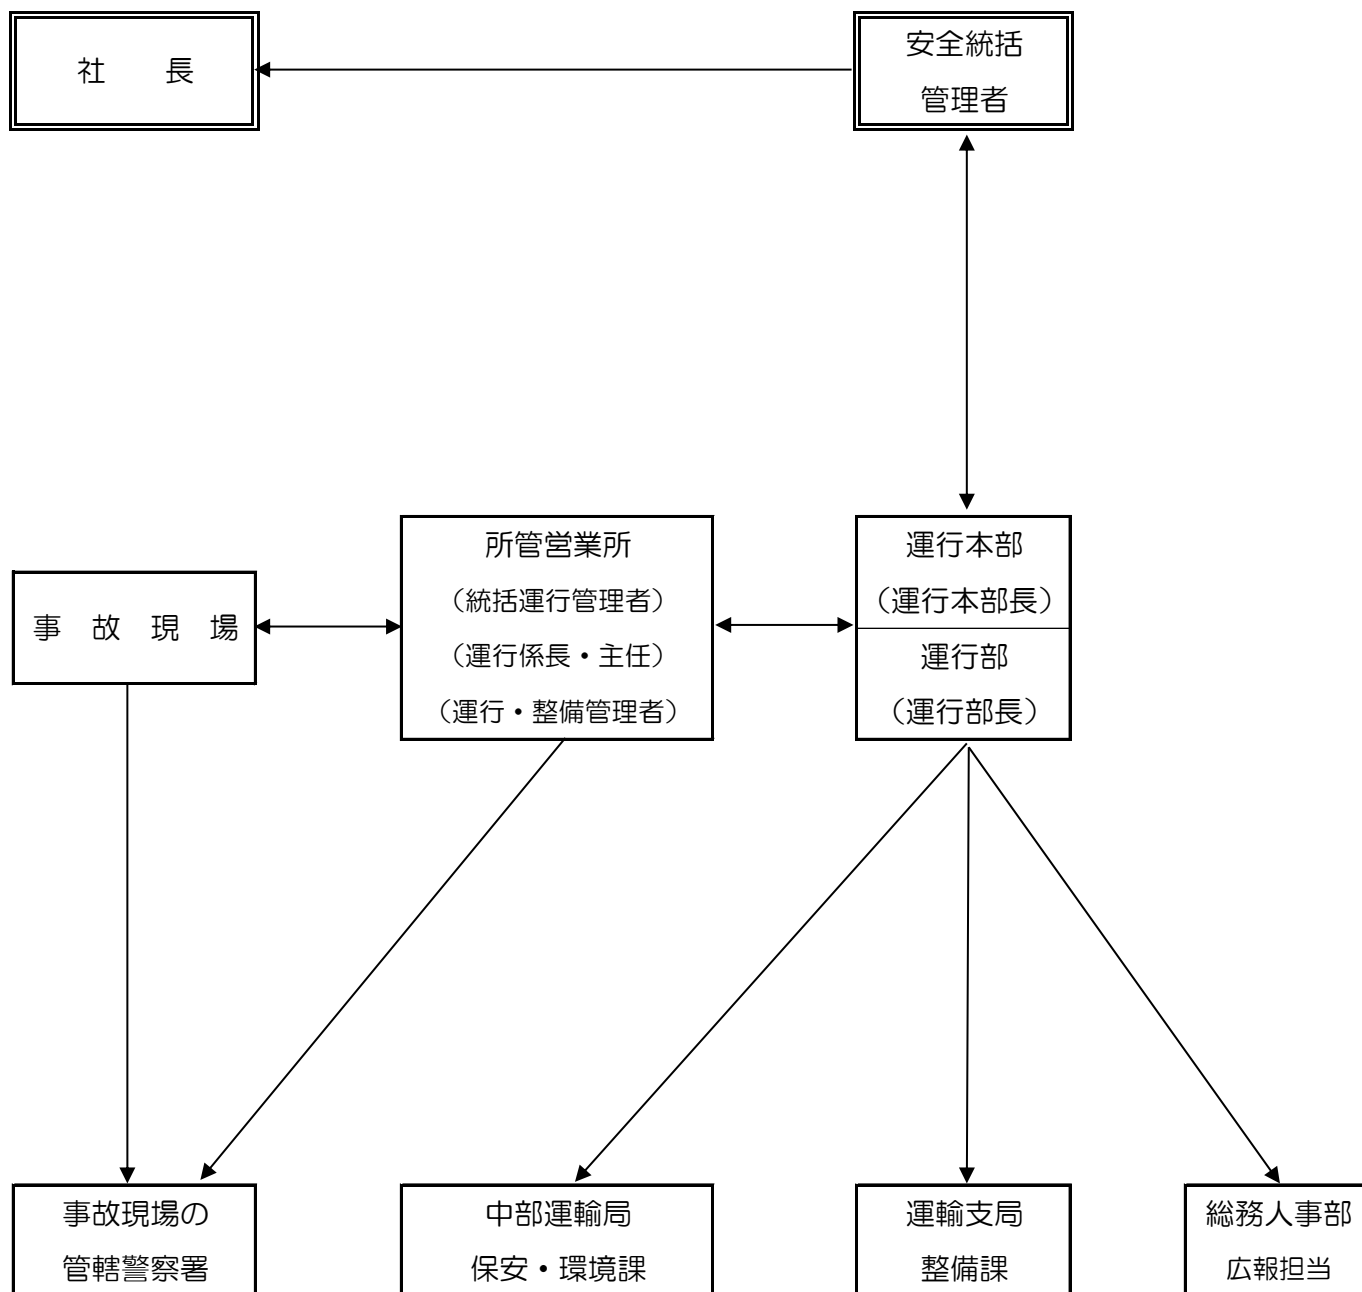 社　　長
安全統括
管理者
事　故　現　場
所管営業所
（統括運行管理者）
（運行係長・主任）
（運行・整備管理者）
運行本部
（運行本部長）
運行部
（運行部長）
事故現場の
管轄警察署
中部運輸局
保安・環境課
運輸支局
整備課
総務人事部
広報担当